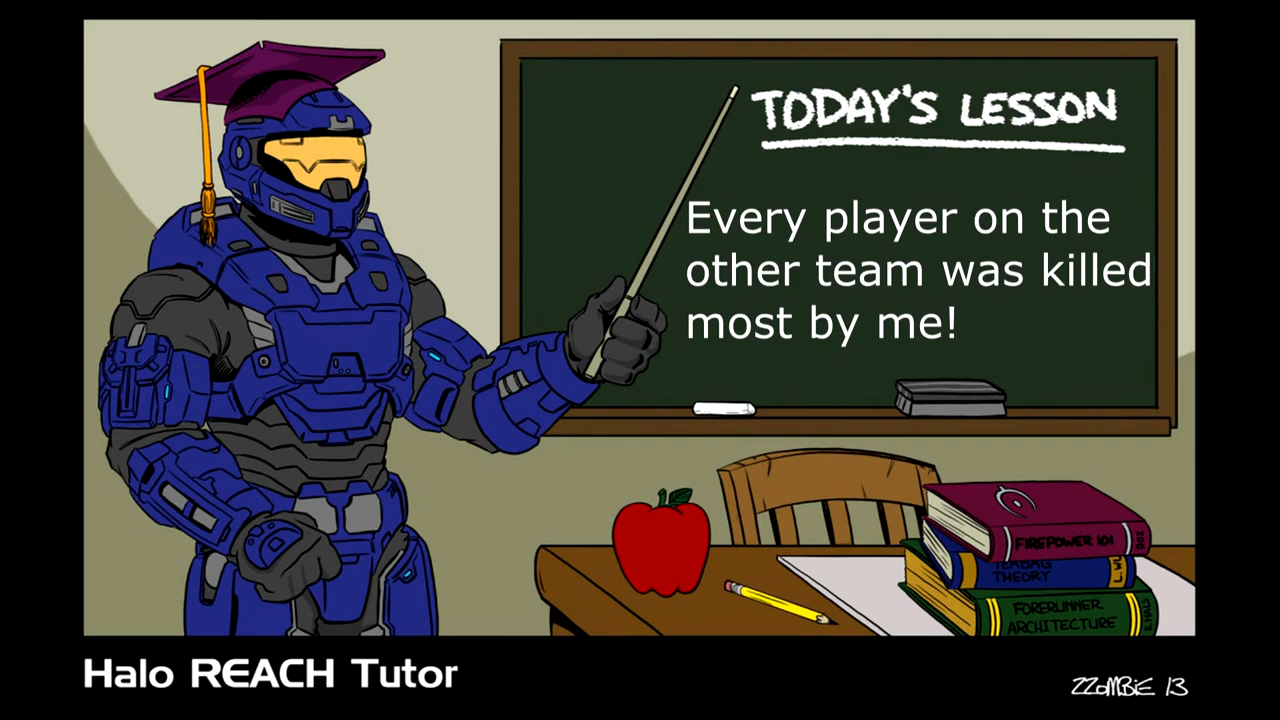 TODAY'S LESSON
Every player on the
other team was killed
most by me!
FIREPOWER 101
TEABAG
THEORY
FORERUNNER
ARCHITECTURE
Halo REACH Tutor
ZZOMBIE 13